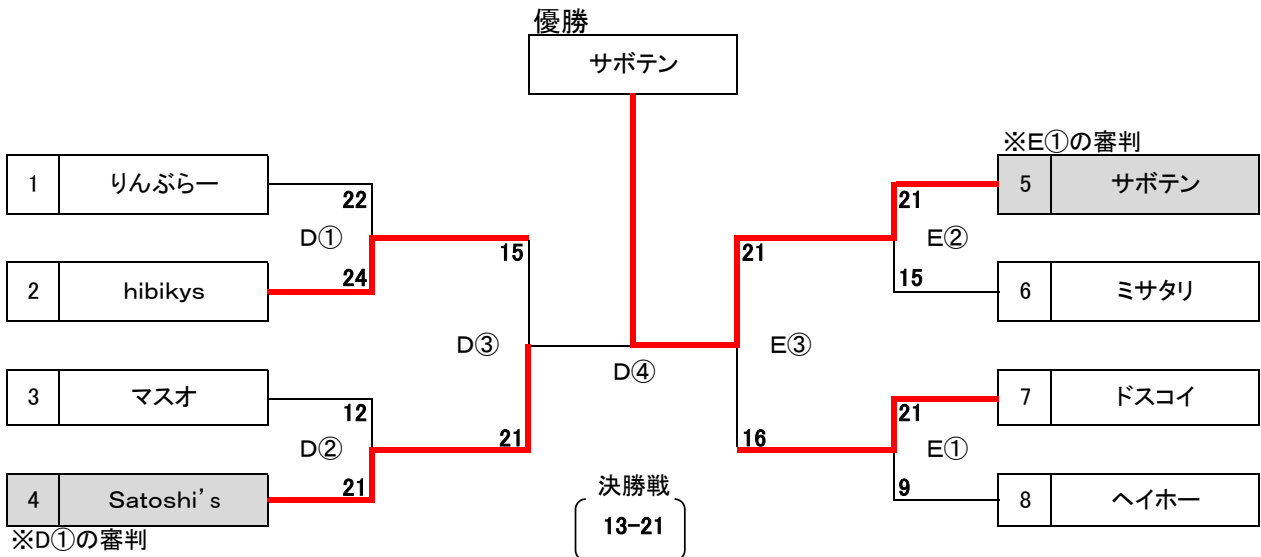 優勝
サボテン
※E①の審判
1 りんぶらー
5 サボテン
22
21
D①
E②
15
21
24
15
2 hibikys
6 ミサタリ
D③
E③
D④
3 マスオ
7 ドスコイ
12
21
D②
21
16
E①
21
9
4 Satoshi's
決勝戦
8 ヘイホー
13-21
※D①の審判